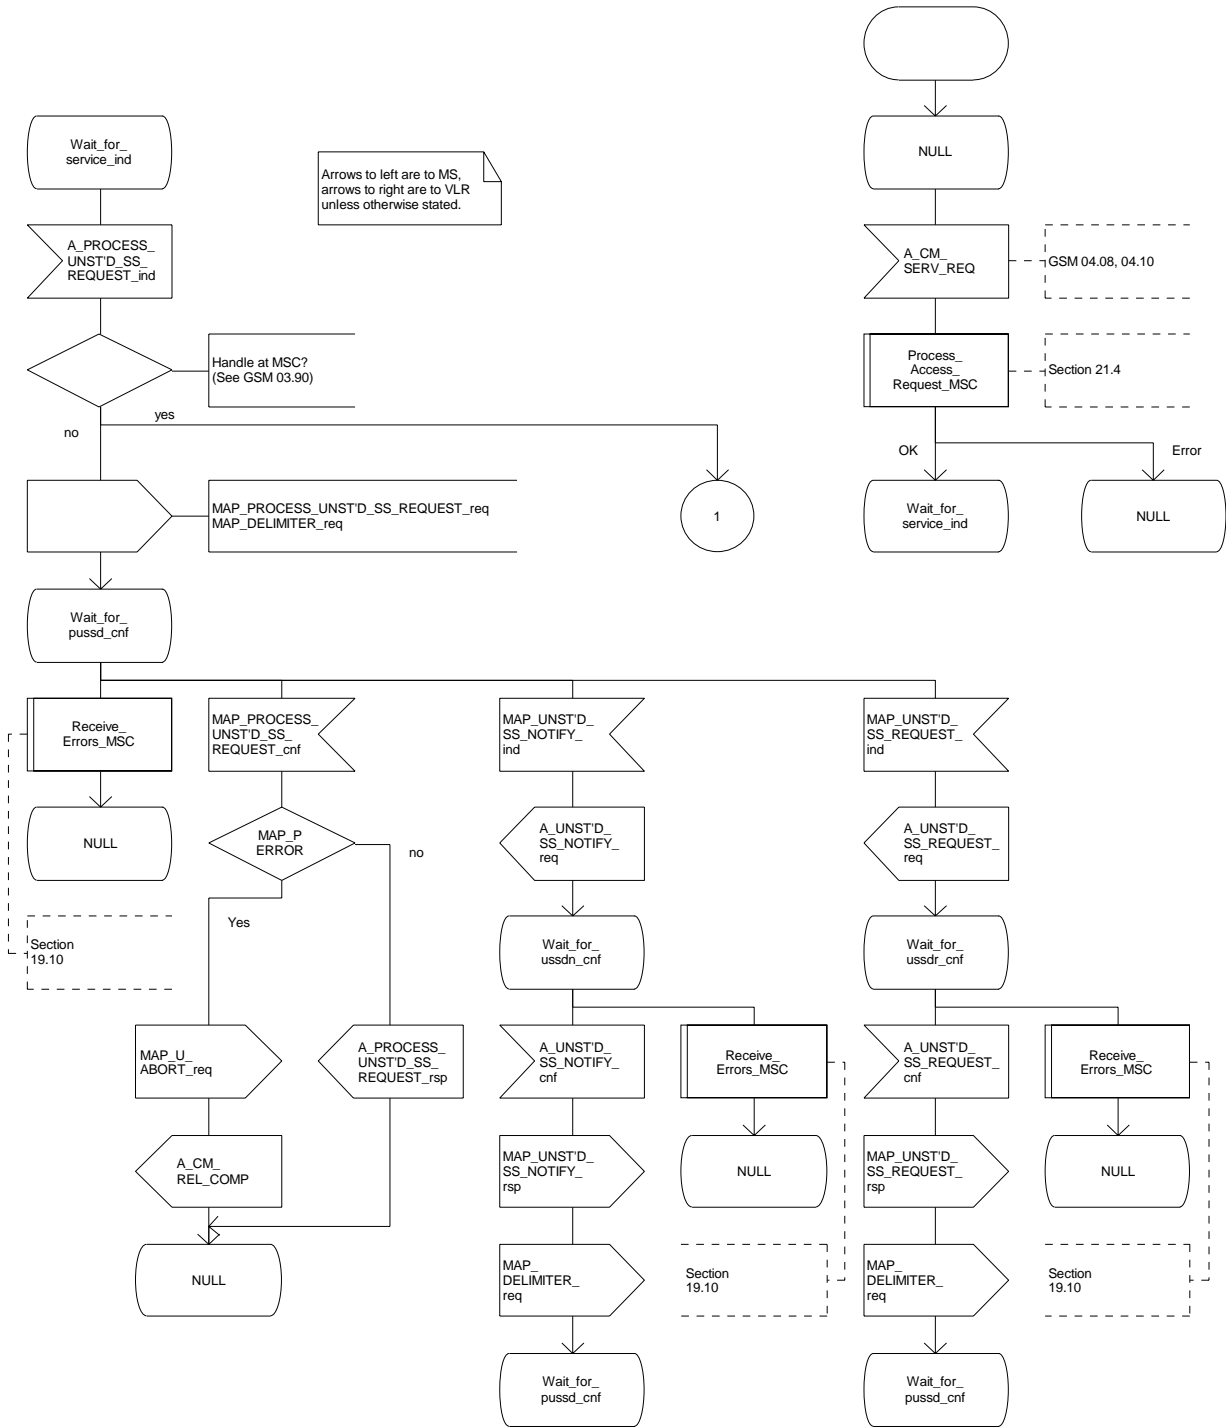 Wait_for_
service_ind
Arrows to left are to MS,
arrows to right are to VLR
unless otherwise stated.
NULL
A_PROCESS_
UNST'D_SS_
REQUEST_ind
A_CM_
SERV_REQ
GSM 04.08, 04.10
Handle at MSC?
(See GSM 03.90)
Process_
Access_
Request_MSC
Section 21.4
yes
no
OK
Error
MAP_PROCESS_UNST'D_SS_REQUEST_req
MAP_DELIMITER_req
1
Wait_for_
service_ind
NULL
Wait_for_
pussd_cnf
Receive_
Errors_MSC
MAP_PROCESS_
UNST'D_SS_
REQUEST_cnf
MAP_UNST'D_
SS_NOTIFY_
ind
MAP_UNST'D_
SS_REQUEST_
ind
NULL
MAP_P
ERROR
no
A_UNST'D_
SS_NOTIFY_
req
A_UNST'D_
SS_REQUEST_
req
Yes
Section
19.10
Wait_for_
ussdn_cnf
Wait_for_
ussdr_cnf
MAP_U_
ABORT_req
A_PROCESS_
UNST'D_SS_
REQUEST_rsp
A_UNST'D_
SS_NOTIFY_
cnf
Receive_
Errors_MSC
A_UNST'D_
SS_REQUEST_
cnf
Receive_
Errors_MSC
A_CM_
REL_COMP
MAP_UNST'D_
SS_NOTIFY_
rsp
NULL
MAP_UNST'D_
SS_REQUEST_
rsp
NULL
NULL
MAP_
DELIMITER_
req
Section
19.10
MAP_
DELIMITER_
req
Section
19.10
Wait_for_
pussd_cnf
Wait_for_
pussd_cnf